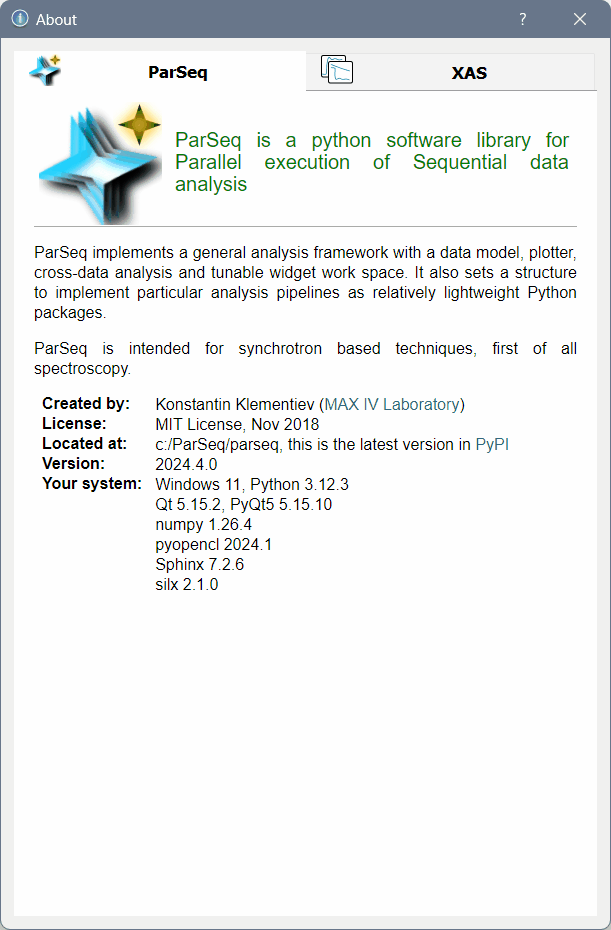 About
?
ParSeq
XAS
ParSeq is a python software library for
Parallel execution of Sequential data
analysis
ParSeq implements a general analysis framework with a data model, plotter,
cross-data analysis and tunable widget work space. It also sets a structure
to implement particular analysis pipelines as relatively lightweight Python
packages.
ParSeq is intended for synchrotron based techniques, first of all
spectroscopy.
Created by: Konstantin Klementiev (MAX IV Laboratory)
License: MIT License, Nov 2018
Located at: c:/ParSeq/parseq, this is the latest version in PyPI
Version: 2024.4.0
Your system: Windows 11, Python 3.12.3
Qt 5.15.2, PyQt5 5.15.10
numpy 1.26.4
pyopencl 2024.1
Sphinx 7.2.6
silx 2.1.0